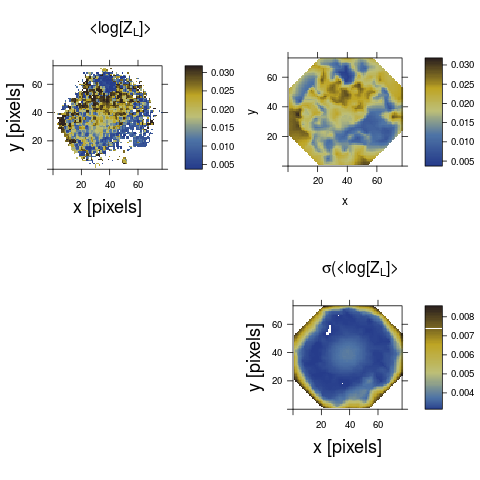 <log[Z_L]>
60
40
20
20 40 60
y [pixels]
x [pixels]
0.030
0.025
0.020
0.015
0.010
0.005
60
40
20
20 40 60
y
x
0.030
0.025
0.020
0.015
0.010
0.005
σ(<log[Z_L]>
60
40
20
20 40 60
y [pixels]
x [pixels]
0.008
0.007
0.006
0.005
0.004